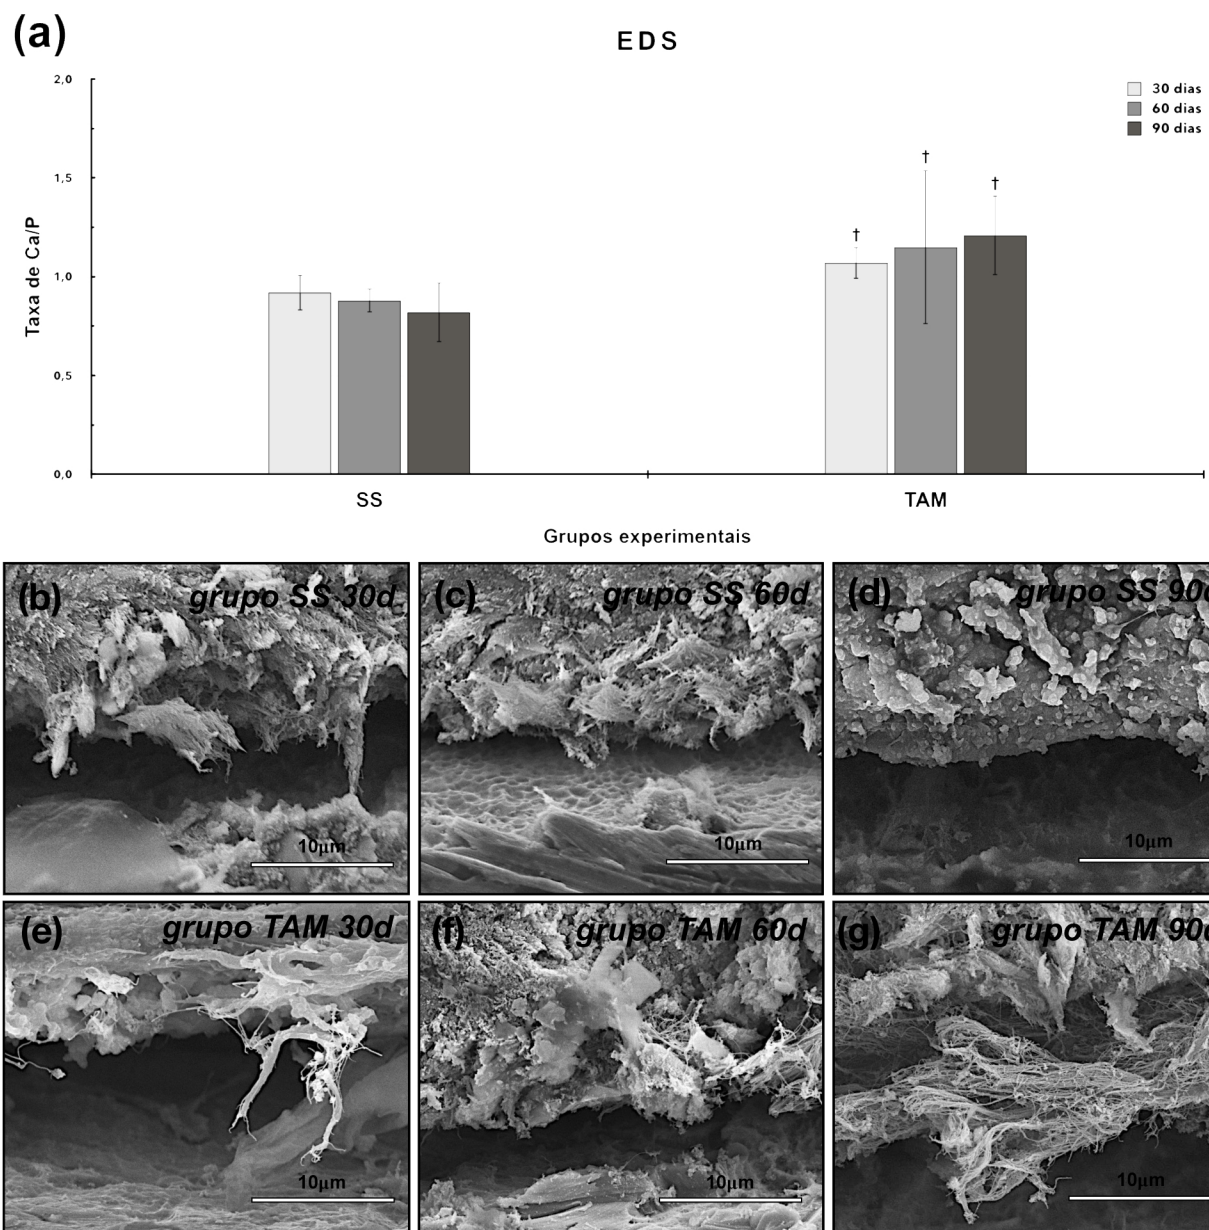 (a)
EDS
2,0
1,5
1,0
0,5
0,0
Taxa de Ca/P
30 dias
60 dias
90 dias
†
†
†
SS
TAM
Grupos experimentais
(b)
grupo SS 30d
10μm
(c)
grupo SS 60d
10μm
(d)
grupo SS 90d
10μm
(e)
grupo TAM 30d
10μm
(f)
grupo TAM 60d
10μm
(g)
grupo TAM 90d
10μm